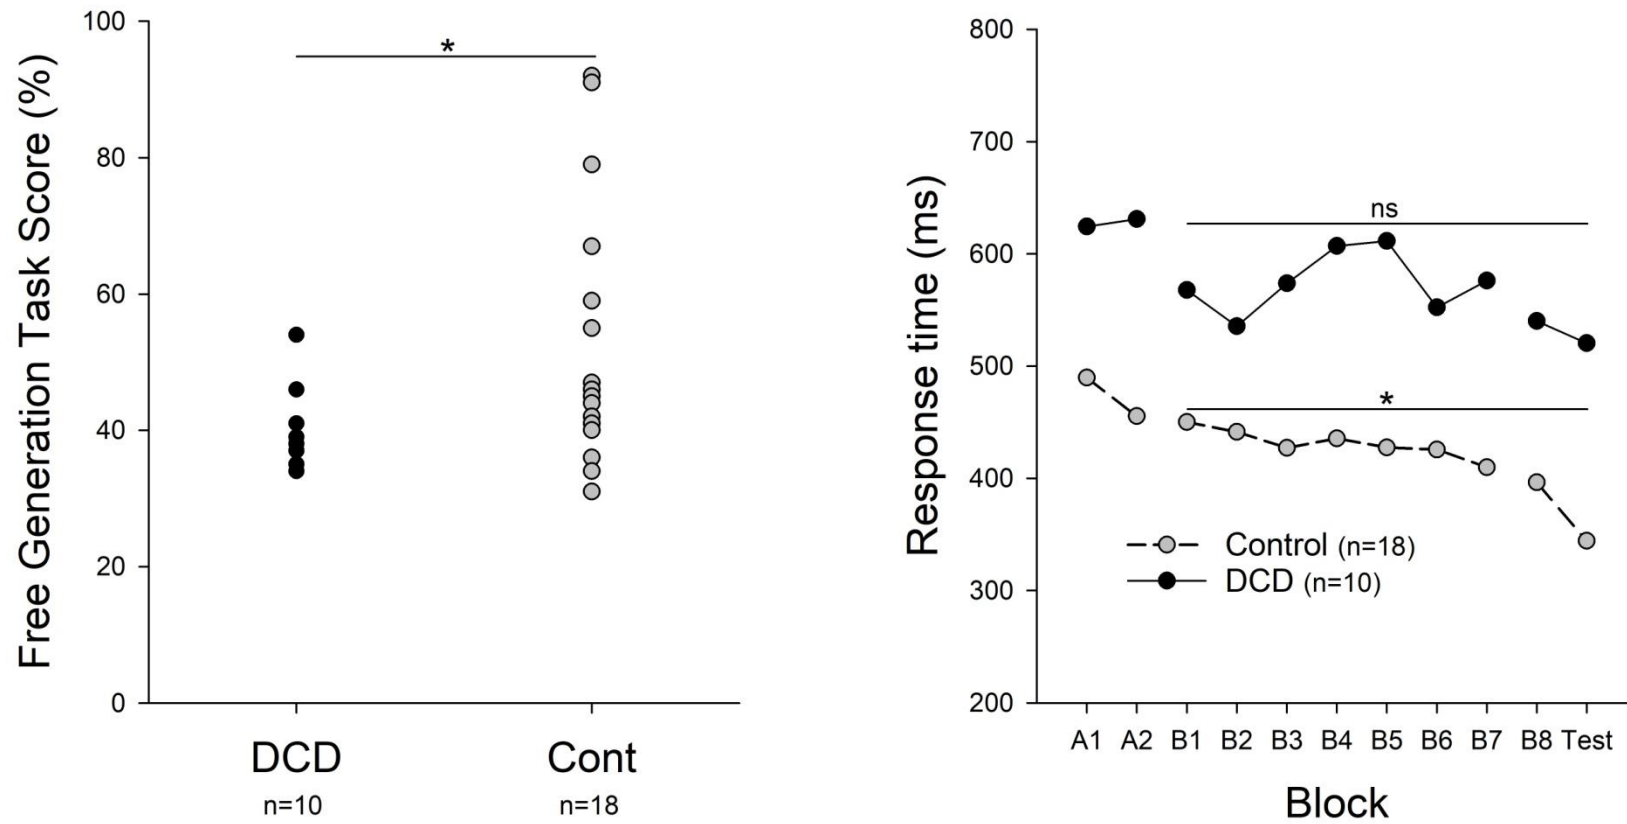 Free Generation Task Score (%)
100
80
60
40
20
0
*
DCD
n=10
Cont
n=18
Response time (ms)
800
700
600
500
400
300
200
ns
*
Control (n=18)
DCD (n=10)
A1 A2 B1 B2 B3 B4 B5 B6 B7 B8 Test
Block